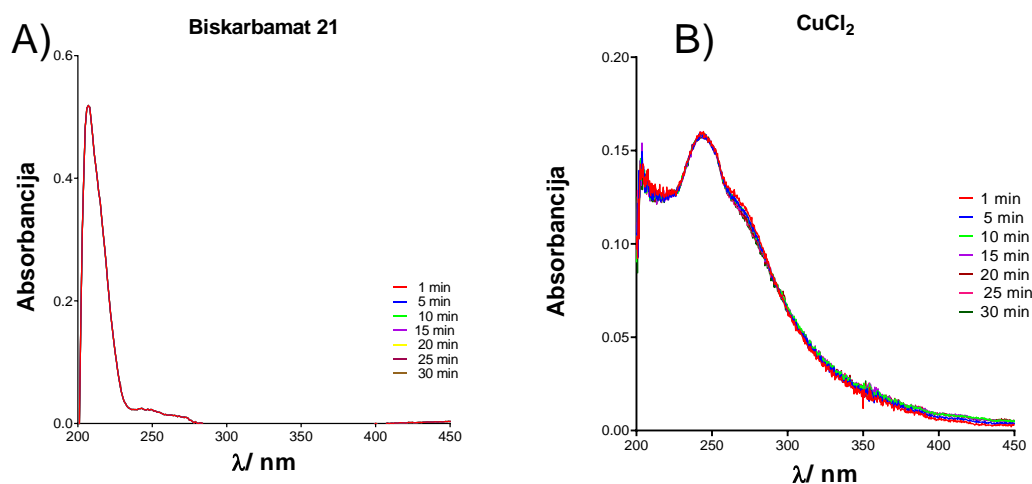 A)
Biskarbamat 21
0.6
0.4
0.2
0.0
200 250 300 350 400 450
Absorbancija
λ/ nm
1 min
5 min
10 min
15 min
20 min
25 min
30 min
B)
CuCl₂
0.20
0.15
0.10
0.05
0.00
200 250 300 350 400 450
Absorbancija
λ/ nm
1 min
5 min
10 min
15 min
20 min
25 min
30 min